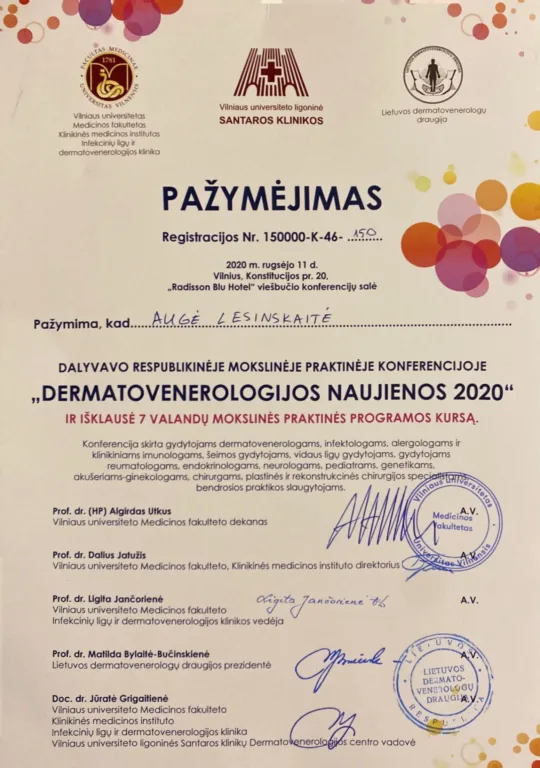 FACULTAS MEDICINAE
1781
UNIVERSITAS VILNENSIS
Vilniaus universitetas
Medicinos fakultetas
Klinikinės medicinos institutas
Infekcinių ligų ir
dermatovenerologijos klinika
Vilniaus universiteto ligoninė
SANTAROS KLINIKOS
Lietuvos dermatovenerologų
draugija
PAŽYMĖJIMAS
Registracijos Nr. 150000-K-46- 150
2020 m. rugsėjo 11 d.
Vilnius, Konstitucijos pr. 20,
„Radisson Blu Hotel" viešbučio konferencijų salė
Pažymima, kad AUGĖ LESINSKAITĖ
DALYVAVO RESPUBLIKINĖJE MOKSLINĖJE PRAKTINĖJE KONFERENCIJOJE
„DERMATOVENEROLOGIJOS NAUJIENOS 2020"
IR IŠKLAUSĖ 7 VALANDŲ MOKSLINĖS PRAKTINĖS PROGRAMOS KURSĄ.
Konferencija skirta gydytojams dermatovenerologams, infektologams, alergologams ir
klinikiniams imunologams, šeimos gydytojams, vidaus ligų gydytojams, gydytojams
reumatologams, endokrinologams, neurologams, pediatrams, genetikams,
akušeriams-ginekologams, chirurgams, plastinės ir rekonstrukcinės chirurgijos specialistams,
bendrosios praktikos slaugytojams.
Prof. dr. (HP) Algirdas Utkus A.V.
Vilniaus universiteto Medicinos fakulteto dekanas
Vilniaus universitetas
Medicinos
fakultetas
Universitas Vilnensis
Prof. dr. Dalius Jatužis A.V.
Vilniaus universiteto Medicinos fakulteto, Klinikinės medicinos instituto direktorius
Prof. dr. Ligita Jančorienė Ligita Jančorienė A.V.
Vilniaus universiteto Medicinos fakulteto
Infekcinių ligų ir dermatovenerologijos klinikos vedėja
Prof. dr. Matilda Bylaitė-Bučinskienė A.V.
Lietuvos dermatovenerologų draugijos prezidentė
LIETUVOS
DERMATO-
VENEROLOGŲ
DRAUGIJA
Doc. dr. Jūratė Grigaitienė A.V.
Vilniaus universiteto Medicinos fakulteto
Klinikinės medicinos instituto
Infekcinių ligų ir dermatovenerologijos klinika
Vilniaus universiteto ligoninės Santaros klinikų Dermatovenerologijos centro vadovė